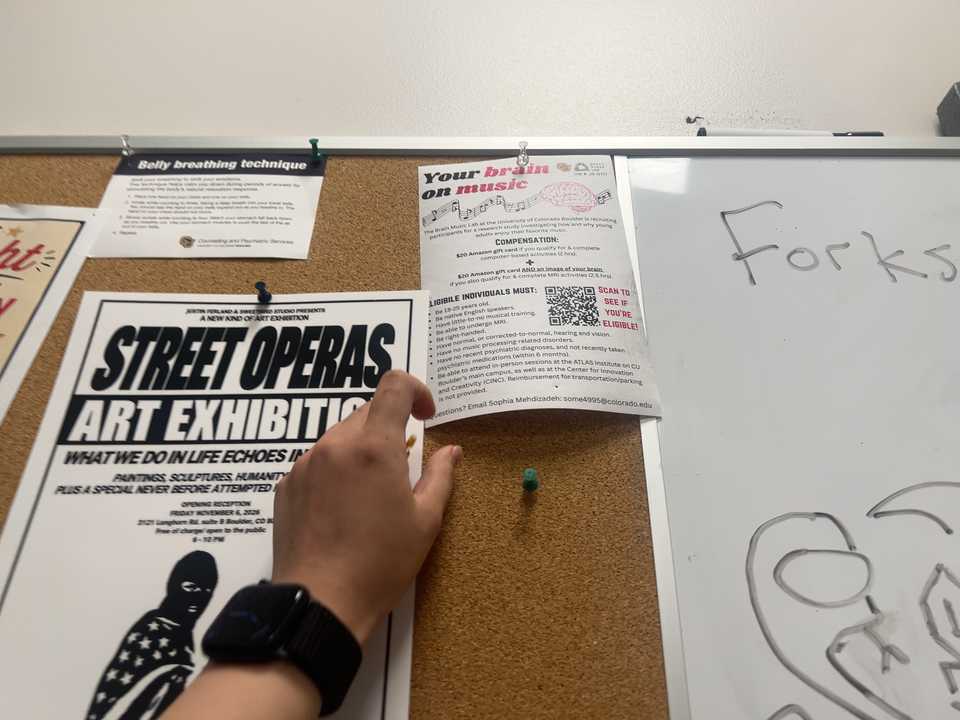 Belly breathing technique
Counseling and Psychiatric Services
Your brain
on music
The Brain Music Lab at the University of Colorado Boulder is recruiting
participants for a research study investigating how and why young
adults enjoy their favorite music.
COMPENSATION:
$20 Amazon gift card if you qualify for & complete
computer-based activities (2 hrs).
+
$20 Amazon gift card AND an image of your brain
if you also qualify for & complete MRI activities (2.5 hrs).
ELIGIBLE INDIVIDUALS MUST:
Be 18-25 years old.
Be native English speakers.
Have little-to-no musical training.
Be able to undergo MRI.
Be right-handed.
Have normal, or corrected-to-normal, hearing and vision.
Have no music processing-related disorders.
Have no recent psychiatric diagnoses, and not recently taken
psychiatric medications (within 6 months).
Be able to attend in-person sessions at the ATLAS Institute on CU
Boulder's main campus, as well as at the Center for Innovation
and Creativity (CINC). Reimbursement for transportation/parking
is not provided.
SCAN TO
SEE IF
YOU'RE
ELIGIBLE!
uestions? Email Sophia Mehdizadeh: some4995@colorado.edu
JUSTIN FERLAND & SWEETBIRD STUDIO PRESENTS
A NEW KIND OF ART EXHIBITION
STREET OPERAS
ART EXHIBITIO
WHAT WE DO IN LIFE ECHOES IN
PAINTINGS, SCULPTURES, HUMANITY
PLUS A SPECIAL NEVER BEFORE ATTEMPTED
OPENING RECEPTION
FRIDAY NOVEMBER 6, 2026
3121 Longhorn Rd. suite B Boulder, CO 80
Free of charge/ open to the public
6 - 10 PM
ht
y
Forks